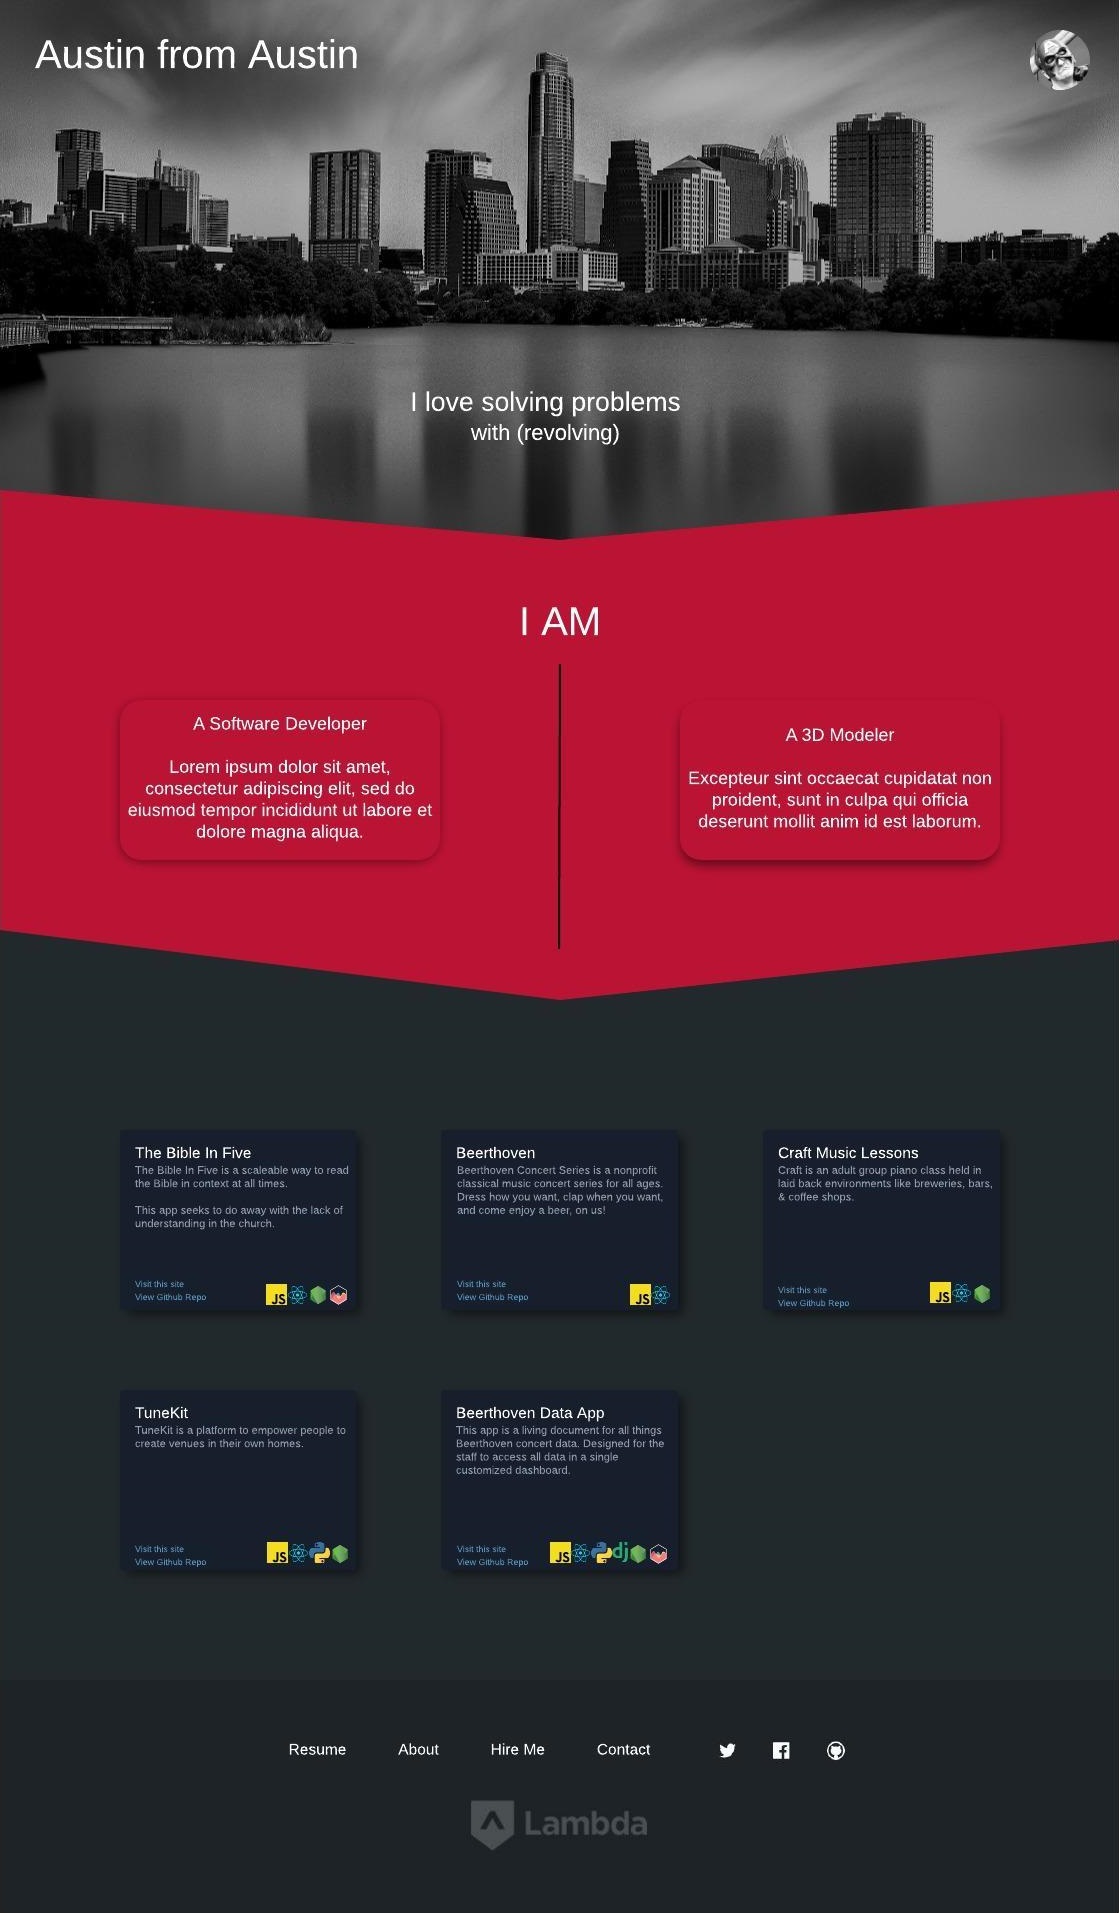 Austin from Austin
I love solving problems
with (revolving)
I AM
A Software Developer
Lorem ipsum dolor sit amet,
consectetur adipiscing elit, sed do
eiusmod tempor incididunt ut labore et
dolore magna aliqua.
A 3D Modeler
Excepteur sint occaecat cupidatat non
proident, sunt in culpa qui officia
deserunt mollit anim id est laborum.
The Bible In Five
The Bible In Five is a scaleable way to read
the Bible in context at all times.
This app seeks to do away with the lack of
understanding in the church.
Visit this site
View Github Repo
JS
Beerthoven
Beerthoven Concert Series is a nonprofit
classical music concert series for all ages.
Dress how you want, clap when you want,
and come enjoy a beer, on us!
Visit this site
View Github Repo
JS
Craft Music Lessons
Craft is an adult group piano class held in
laid back environments like breweries, bars,
& coffee shops.
Visit this site
View Github Repo
JS
TuneKit
TuneKit is a platform to empower people to
create venues in their own homes.
Visit this site
View Github Repo
JS
Beerthoven Data App
This app is a living document for all things
Beerthoven concert data. Designed for the
staff to access all data in a single
customized dashboard.
Visit this site
View Github Repo
JS
dj
Resume About Hire Me Contact
Lambda